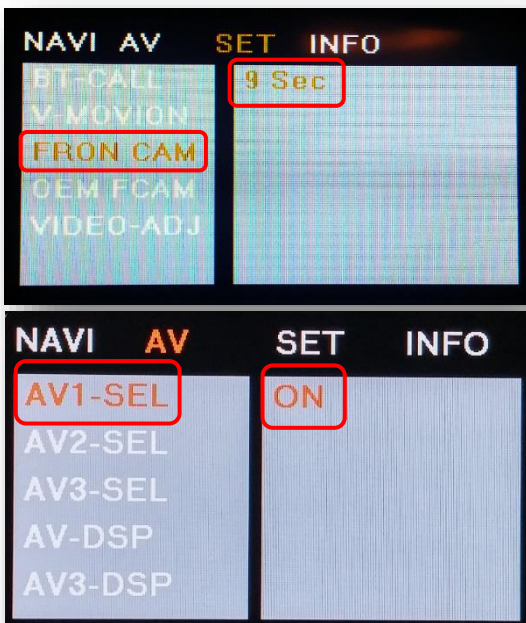 NAVI AV SET INFO
BT-CALL 9 Sec
V-MOVION
FRON CAM
OEM FCAM
VIDEO-ADJ
NAVI AV SET INFO
AV1-SEL ON
AV2-SEL
AV3-SEL
AV-DSP
AV3-DSP